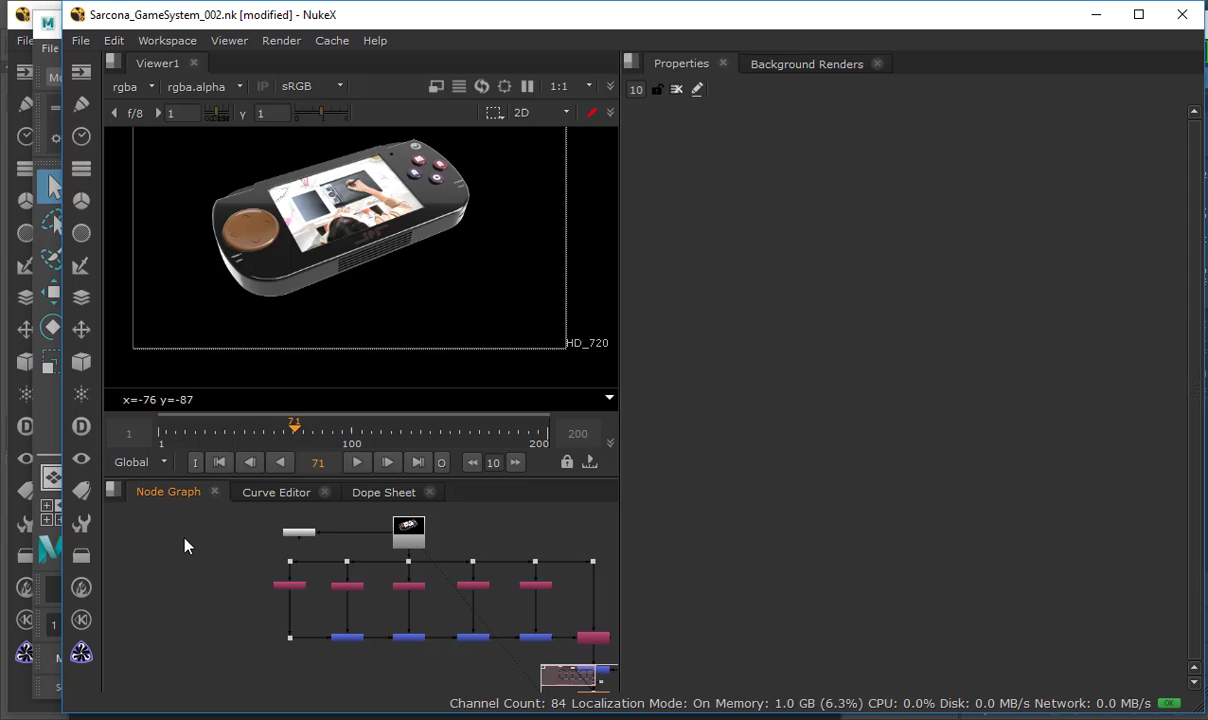 Sarcona_GameSystem_002.nk [modified] - NukeX
File Edit Workspace Viewer Render Cache Help
Viewer1
Properties
Background Renders
rgba rgba.alpha IP sRGB 1:1
10
f/8 1 γ 1 2D
HD_720
x=-76 y=-87
1 71 200
1 100 200
Global I 71 O 10
Node Graph Curve Editor Dope Sheet
Channel Count: 84 Localization Mode: On Memory: 1.0 GB (6.3%) CPU: 0.0% Disk: 0.0 MB/s Network: 0.0 MB/s